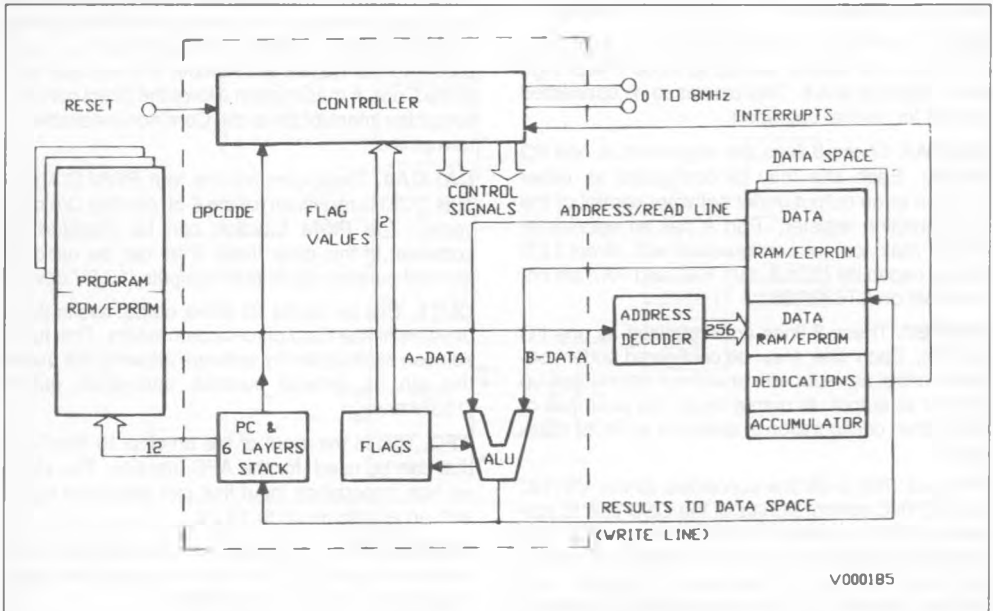 RESET
CONTROLLER
TO 8MHz
INTERRUPTS
OPCODE
FLAG
VALUES
2
CONTROL
SIGNALS
DATA SPACE
ADDRESS/READ LINE
DATA
RAM/EEPROM
PROGRAM
ROM/EPROM
ADDRESS
DECODER
256
DATA
ROM/EPROM
A-DATA
B-DATA
DEDICATIONS
ACCUMULATOR
12
PC &
6 LAYERS
STACK
FLAGS
ALU
RESULTS TO DATA SPACE
(WRITE LINE)
V000185